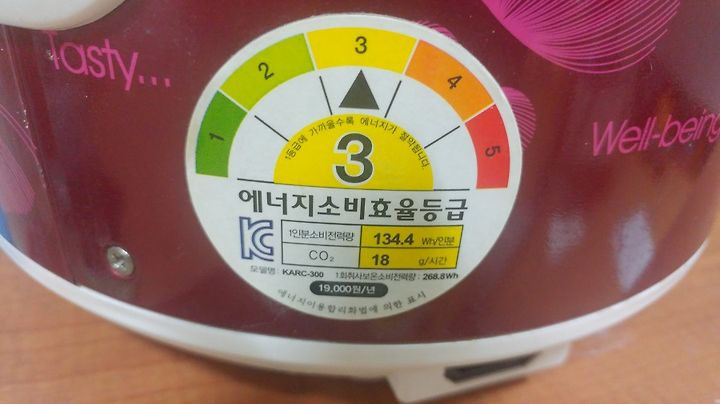 Tasty...
Well-being
1
2
3
4
5
1등급에 가까울수록 에너지가 절약됩니다.
3
에너지소비효율등급
KC
1인분소비전력량 134.4 Wh/인분
CO₂ 18 g/시간
모델명 : KARC-300 1회취사보온소비전력량 : 268.8Wh
19,000원/년
에너지이용합리화법에 의한 표시